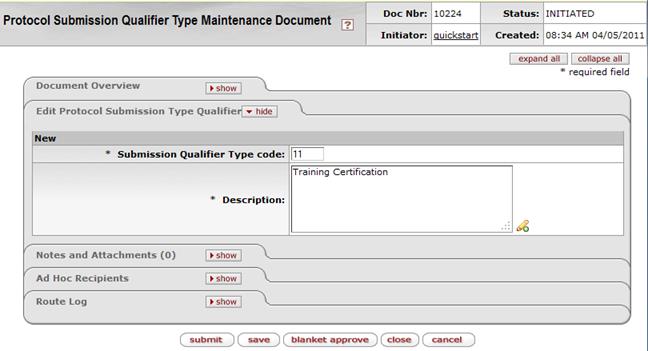 Protocol Submission Qualifier Type Maintenance Document ?
Doc Nbr: 10224 Status: INITIATED
Initiator: quickstart Created: 08:34 AM 04/05/2011
expand all collapse all
* required field
Document Overview show
Edit Protocol Submission Type Qualifier hide
New
* Submission Qualifier Type code: 11
* Description: Training Certification
Notes and Attachments (0) show
Ad Hoc Recipients show
Route Log show
submit save blanket approve close cancel